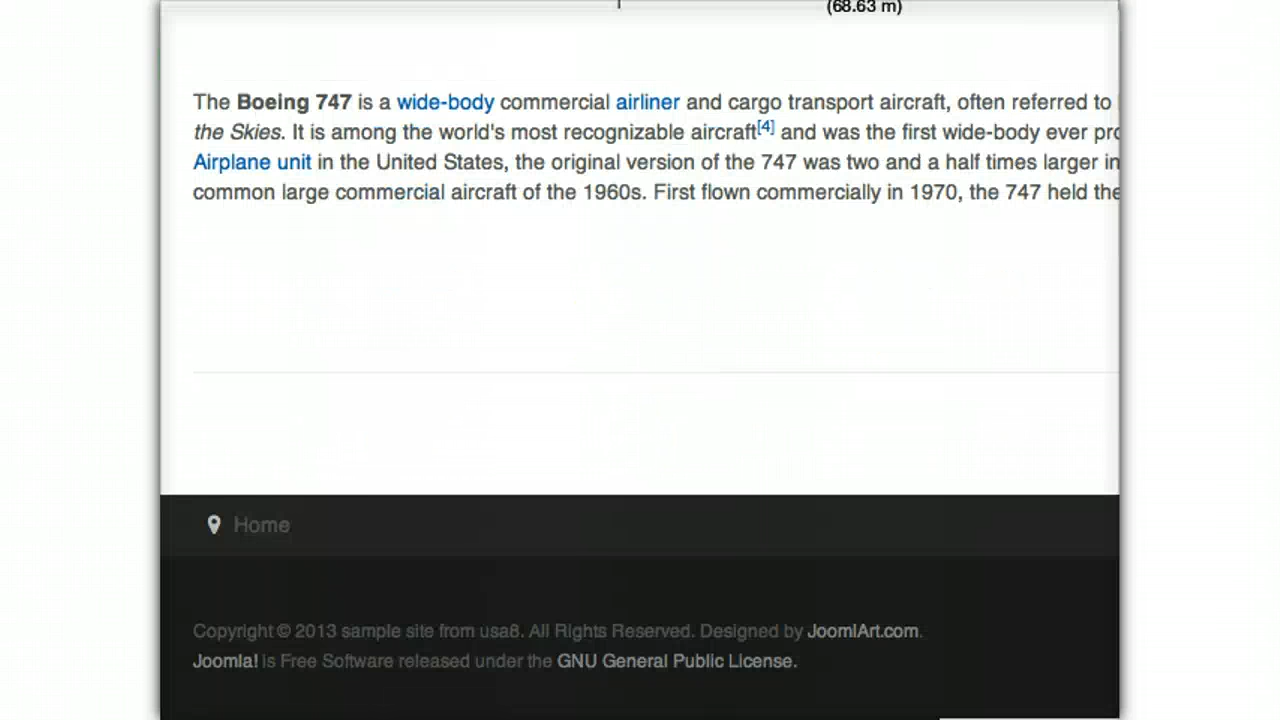 (68.63 m)
The Boeing 747 is a wide-body commercial airliner and cargo transport aircraft, often referred to
the Skies. It is among the world's most recognizable aircraft[4] and was the first wide-body ever
Airplane unit in the United States, the original version of the 747 was two and a half times larger in
common large commercial aircraft of the 1960s. First flown commercially in 1970, the 747 held the
Home
Copyright © 2013 sample site from usa8. All Rights Reserved. Designed by JoomlArt.com.
Joomla! is Free Software released under the GNU General Public License.